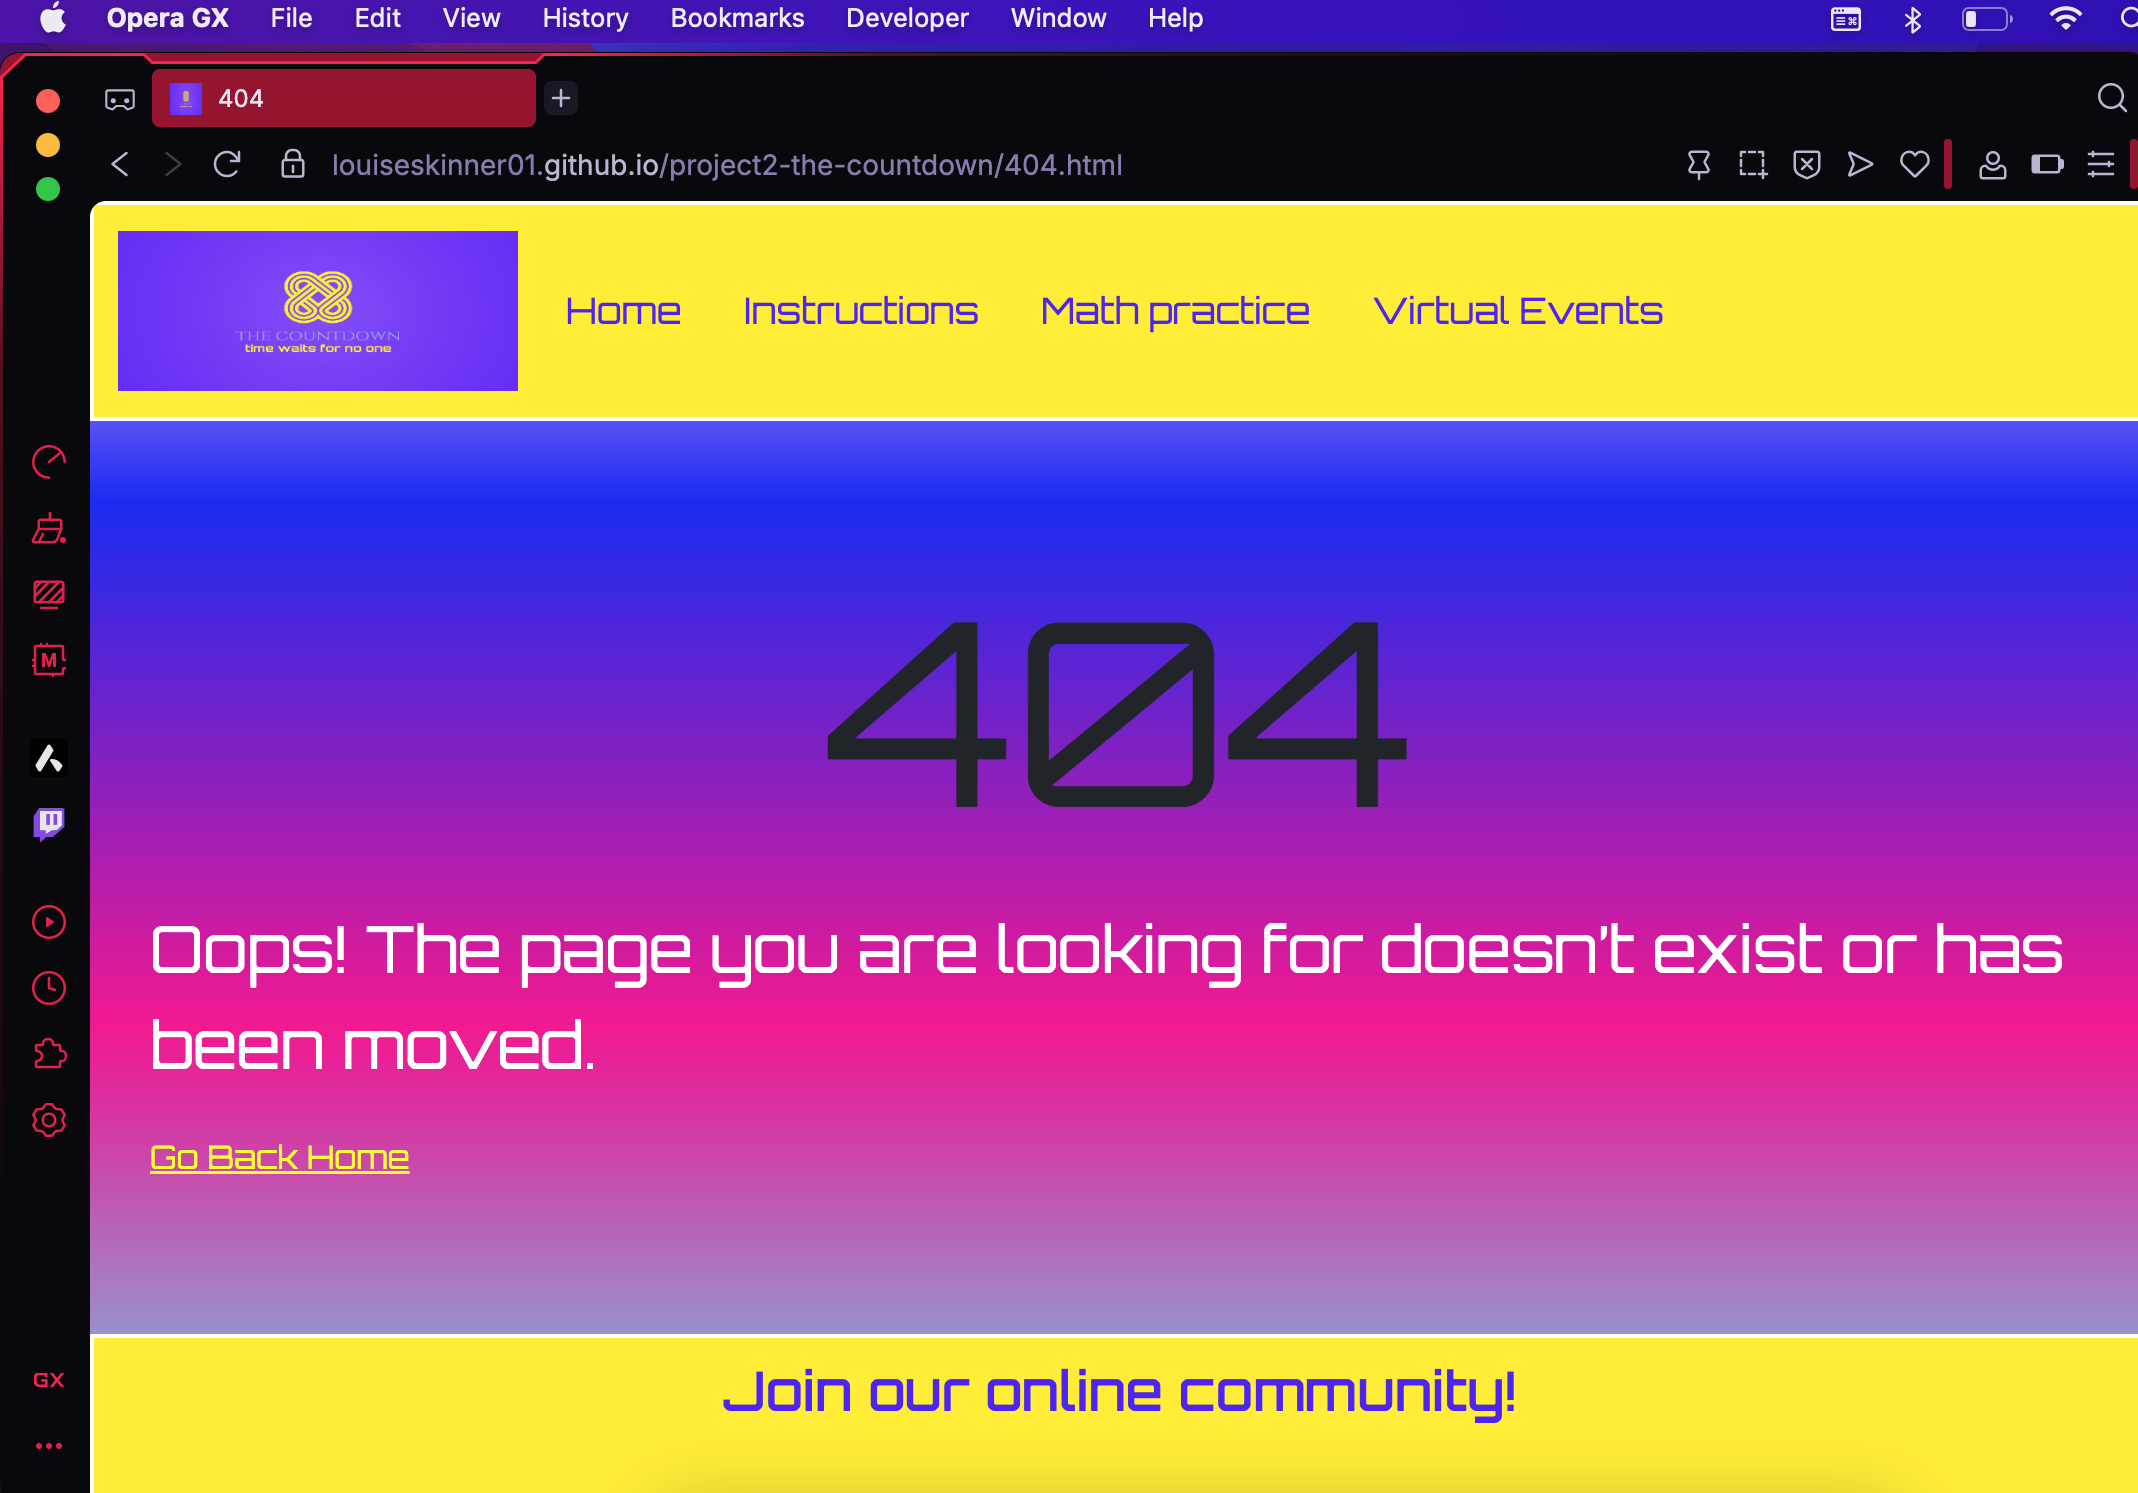 Opera GX File Edit View History Bookmarks Developer Window Help
404
louiseskinner01.github.io/project2-the-countdown/404.html
THE COUNTDOWN
time waits for no one
Home Instructions Math practice Virtual Events
M
404
Oops! The page you are looking for doesn't exist or has
been moved.
Go Back Home
GX
Join our online community!